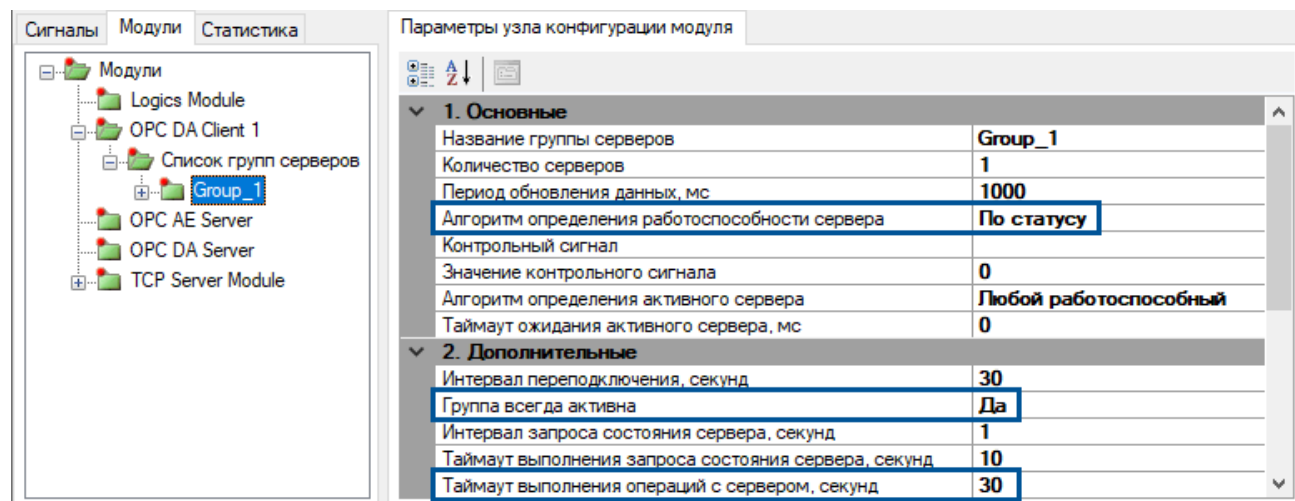 Сигналы Модули Статистика
Модули
Logics Module
OPC DA Client 1
Список групп серверов
Group_1
OPC AE Server
OPC DA Server
TCP Server Module
Параметры узла конфигурации модуля
1. Основные
Название группы серверов Group_1
Количество серверов 1
Период обновления данных, мс 1000
Алгоритм определения работоспособности сервера По статусу
Контрольный сигнал
Значение контрольного сигнала 0
Алгоритм определения активного сервера Любой работоспособный
Таймаут ожидания активного сервера, мс 0
2. Дополнительные
Интервал переподключения, секунд 30
Группа всегда активна Да
Интервал запроса состояния сервера, секунд 1
Таймаут выполнения запроса состояния сервера, секунд 10
Таймаут выполнения операций с сервером, секунд 30